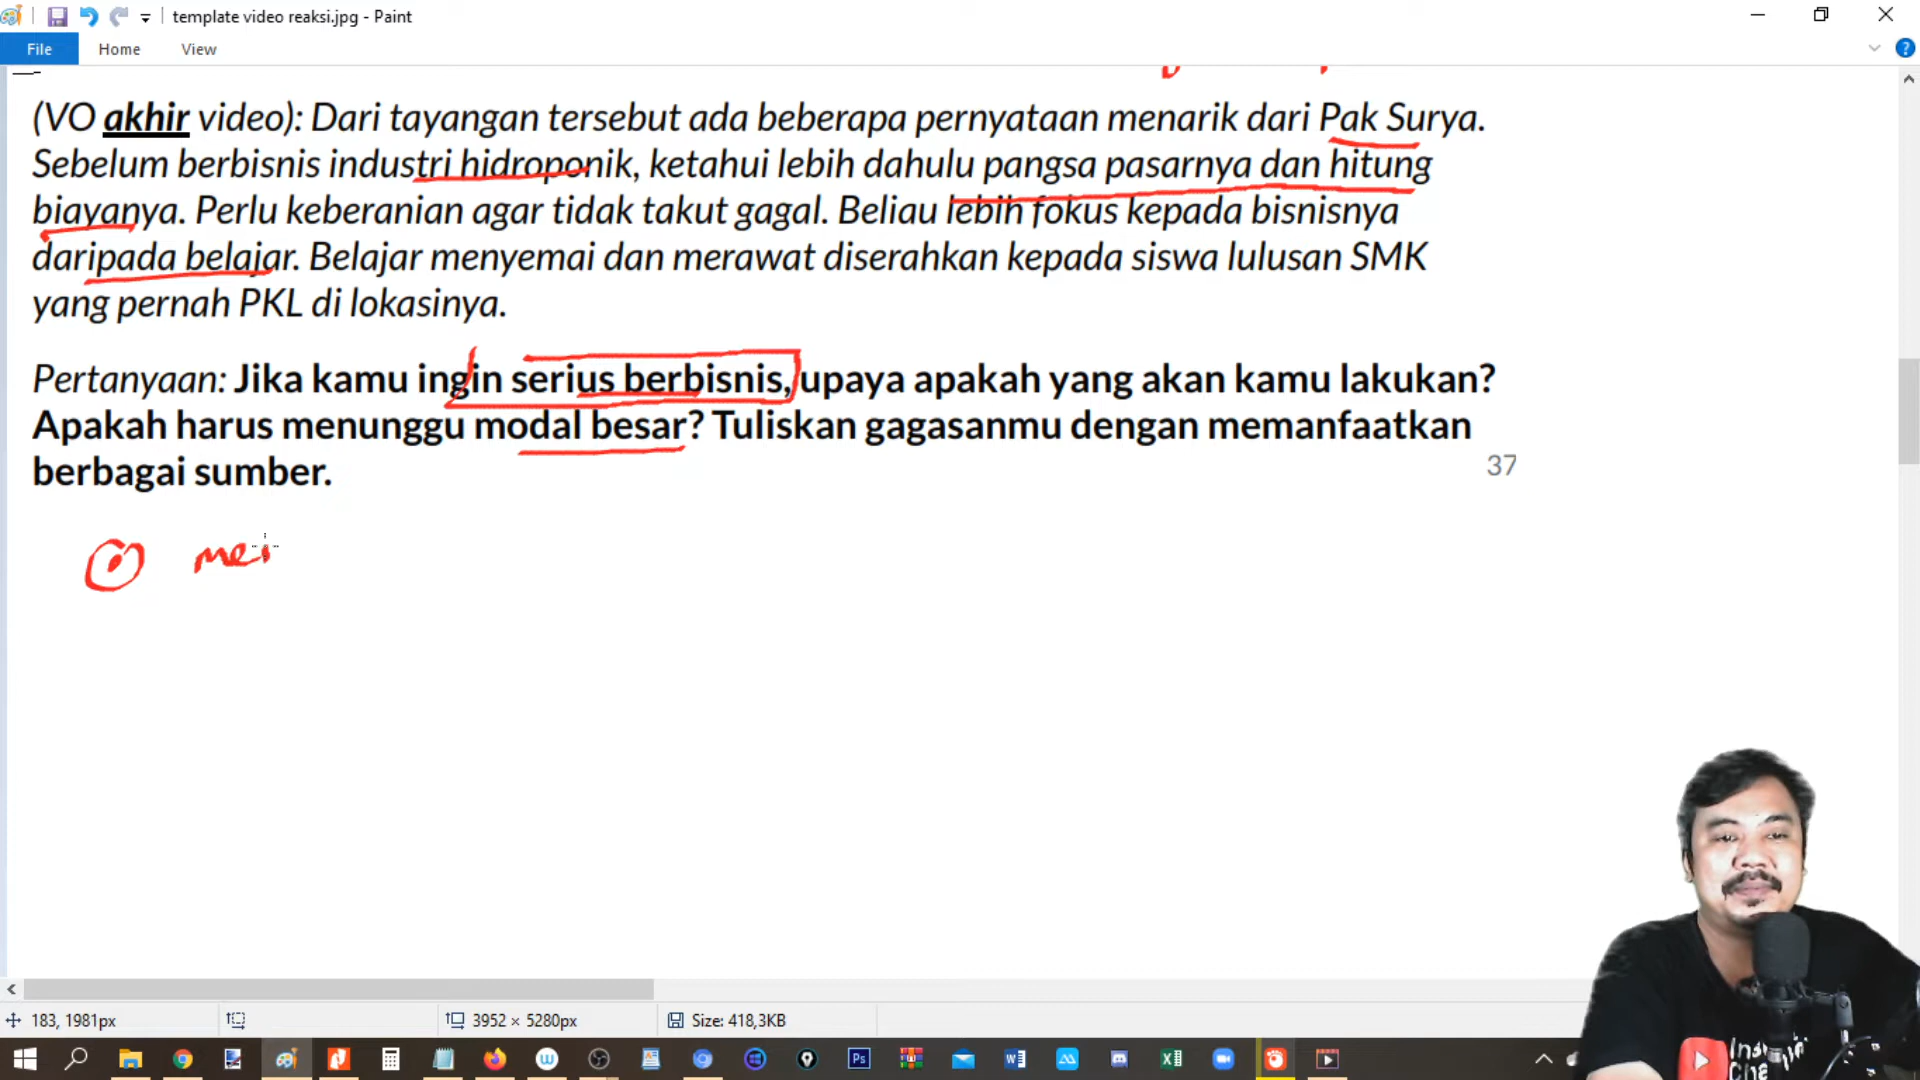 template video reaksi.jpg - Paint
File Home View
(VO akhir video): Dari tayangan tersebut ada beberapa pernyataan menarik dari Pak Surya.
Sebelum berbisnis industri hidroponik, ketahui lebih dahulu pangsa pasarnya dan hitung
biayanya. Perlu keberanian agar tidak takut gagal. Beliau lebih fokus kepada bisnisnya
daripada belajar. Belajar menyemai dan merawat diserahkan kepada siswa lulusan SMK
yang pernah PKL di lokasinya.
Pertanyaan: Jika kamu ingin serius berbisnis, upaya apakah yang akan kamu lakukan?
Apakah harus menunggu modal besar? Tuliskan gagasanmu dengan memanfaatkan
berbagai sumber.
37
183, 1981px
3952 × 5280px
Size: 418,3KB
Ps